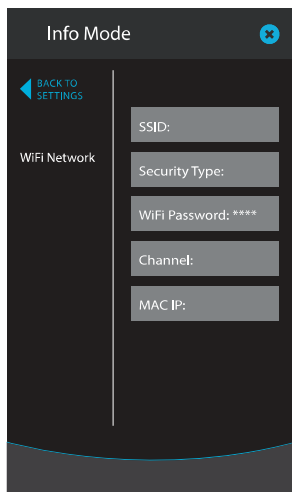 Info Mode
BACK TO
SETTINGS
WiFi Network
SSID:
Security Type:
WiFi Password: ****
Channel:
MAC IP: